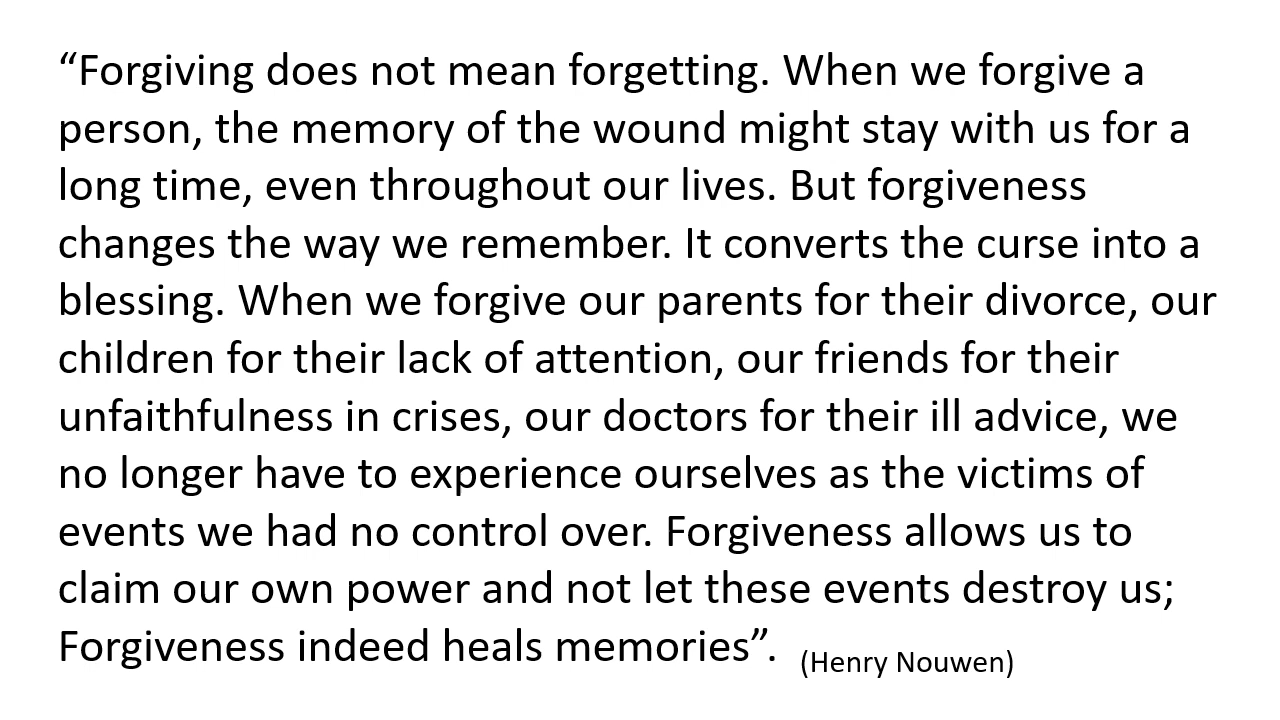 “Forgiving does not mean forgetting. When we forgive a
person, the memory of the wound might stay with us for a
long time, even throughout our lives. But forgiveness
changes the way we remember. It converts the curse into a
blessing. When we forgive our parents for their divorce, our
children for their lack of attention, our friends for their
unfaithfulness in crises, our doctors for their ill advice, we
no longer have to experience ourselves as the victims of
events we had no control over. Forgiveness allows us to
claim our own power and not let these events destroy us;
Forgiveness indeed heals memories”. (Henry Nouwen)